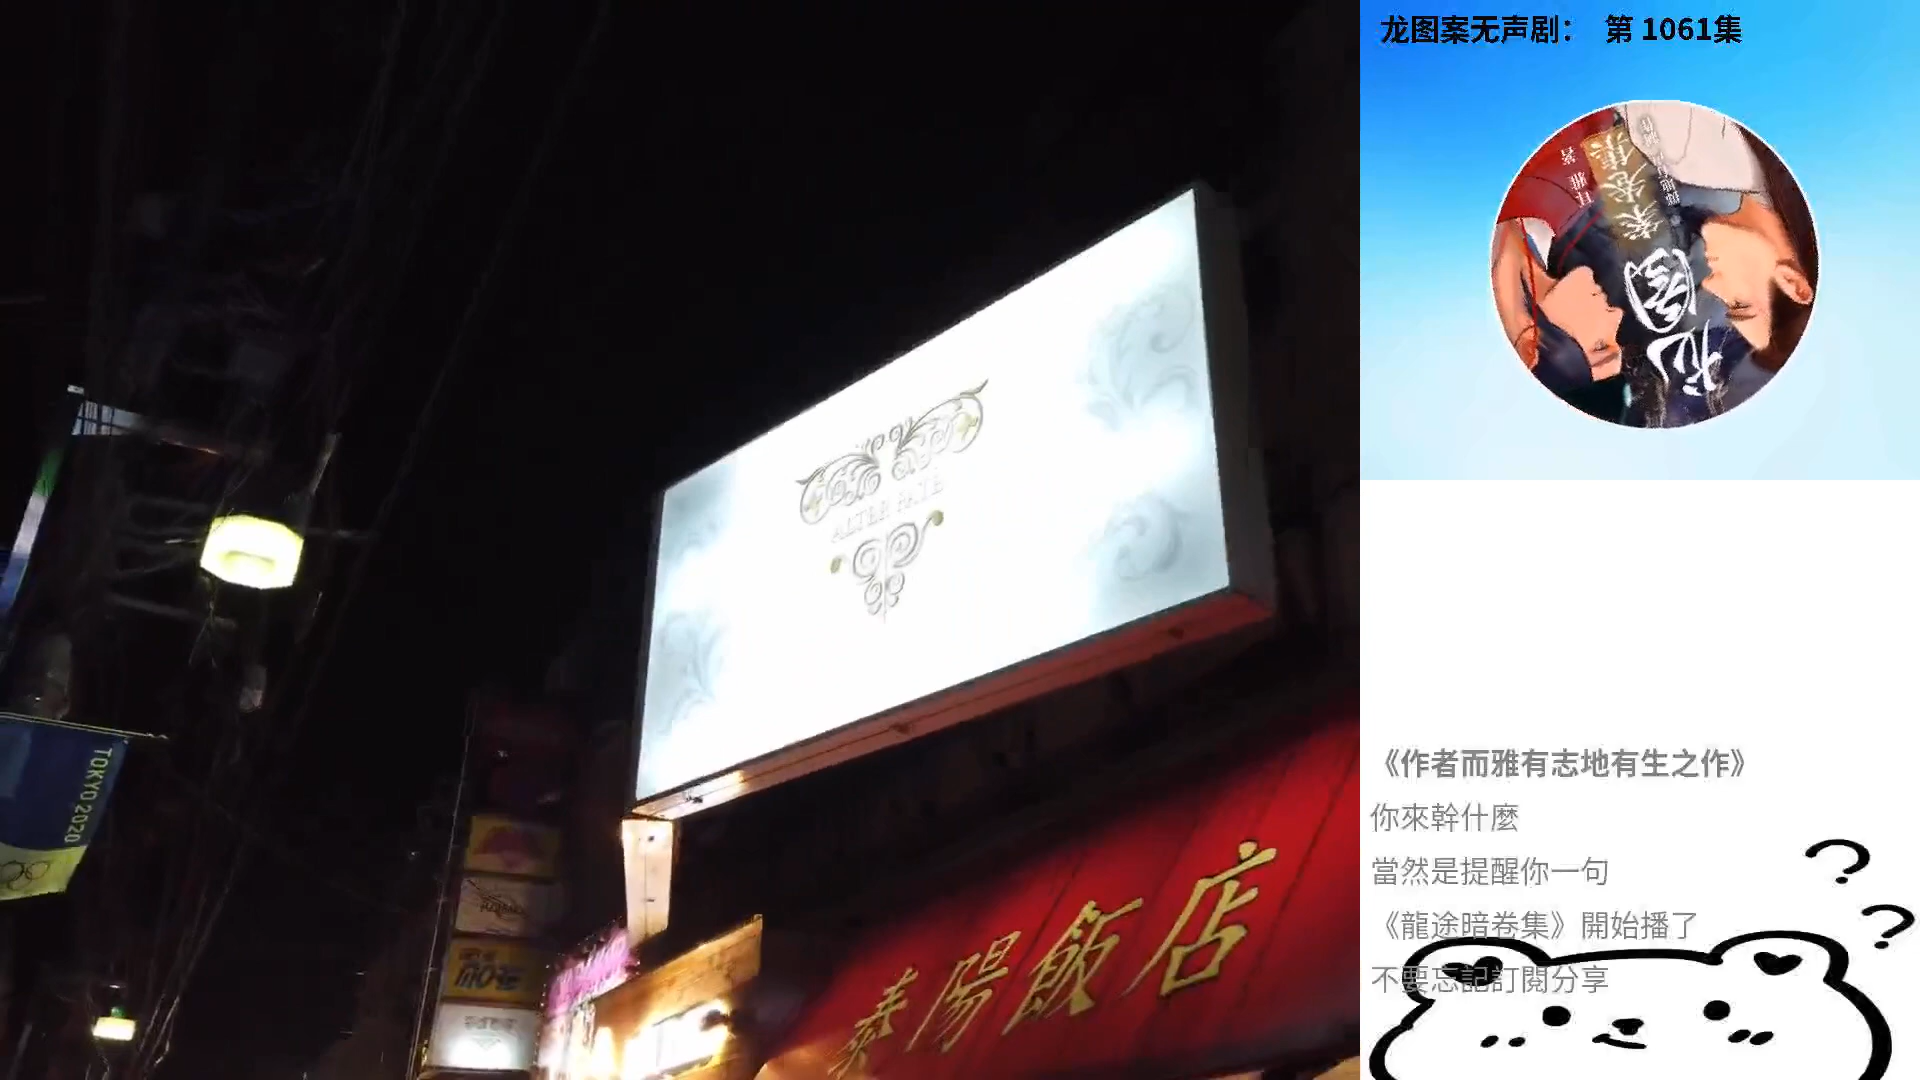 龙图案无声剧： 第 1061集
ALTER FATE
TOKYO 2020
春陽飯店
《作者而雅有志地有生之作》
你來幹什麼
當然是提醒你一句
《龍途暗卷集》開始播了
不要忘記訂閱分享
? ?